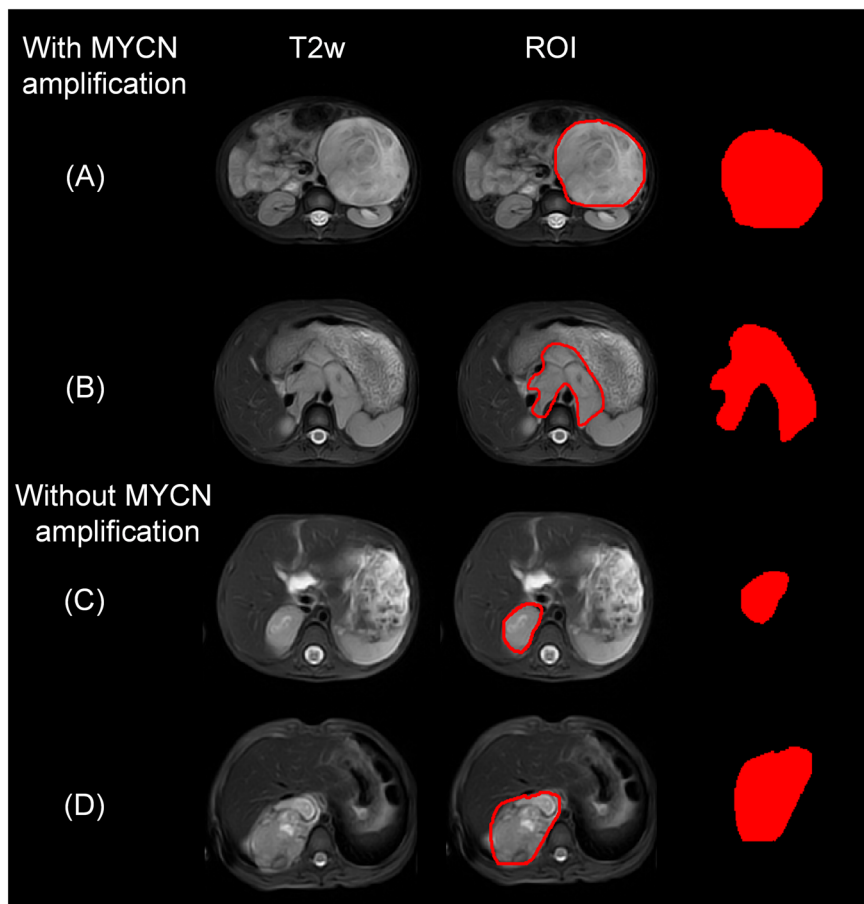 With MYCN T2w ROI
amplification
(A)
(B)
Without MYCN
amplification
(C)
(D)